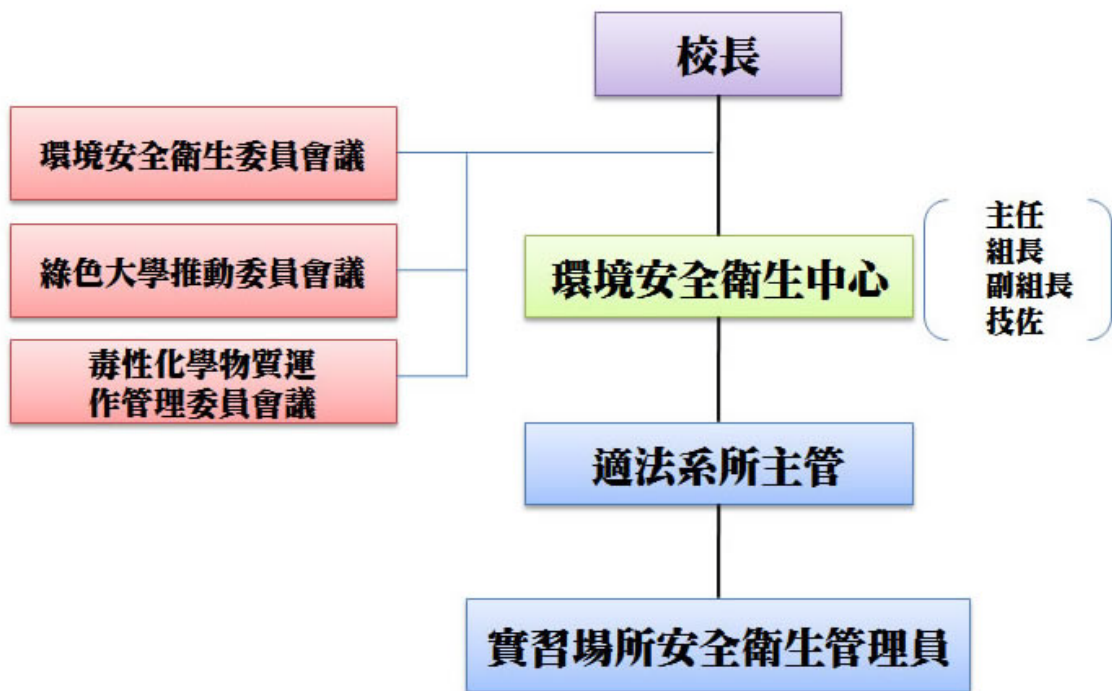 校長
環境安全衛生委員會議
綠色大學推動委員會議
毒性化學物質運
作管理委員會議
環境安全衛生中心
主任
組長
副組長
技佐
適法系所主管
實習場所安全衛生管理員